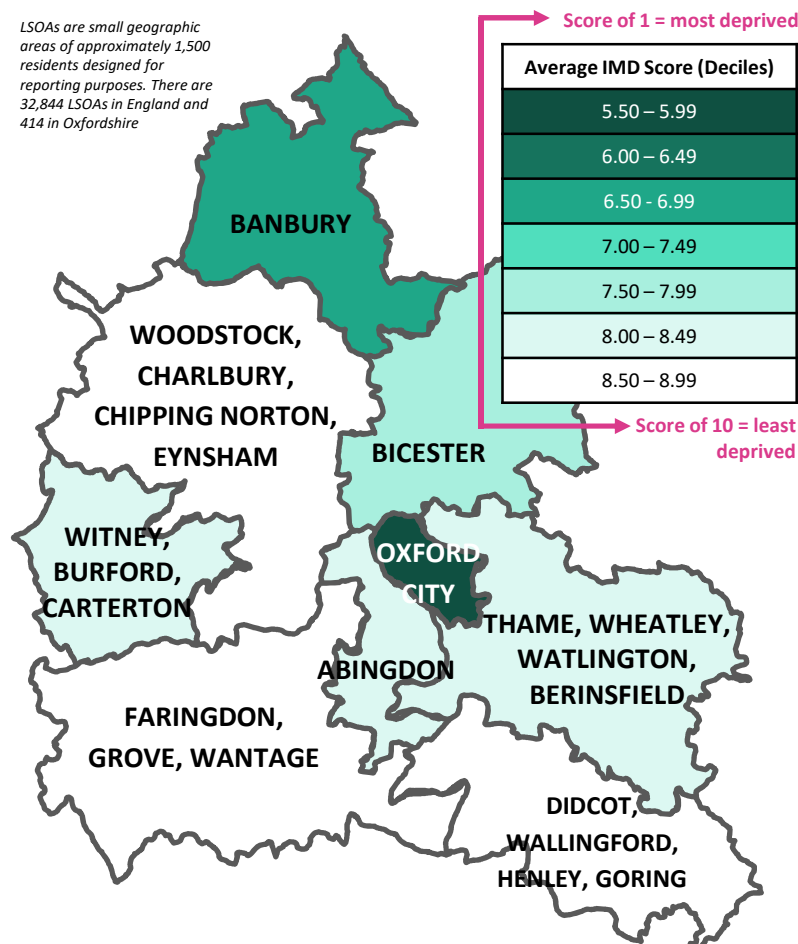 LSOAs are small geographic
areas of approximately 1,500
residents designed for
reporting purposes. There are
32,844 LSOAs in England and
414 in Oxfordshire
Score of 1 = most deprived
Average IMD Score (Deciles)
5.50 – 5.99
6.00 – 6.49
6.50 - 6.99
7.00 – 7.49
7.50 – 7.99
8.00 – 8.49
8.50 – 8.99
Score of 10 = least
deprived
BANBURY
WOODSTOCK,
CHARLBURY,
CHIPPING NORTON,
EYNSHAM
BICESTER
WITNEY,
BURFORD,
CARTERTON
OXFORD
CITY
THAME, WHEATLEY,
WATLINGTON,
BERINSFIELD
ABINGDON
FARINGDON,
GROVE, WANTAGE
DIDCOT,
WALLINGFORD,
HENLEY, GORING